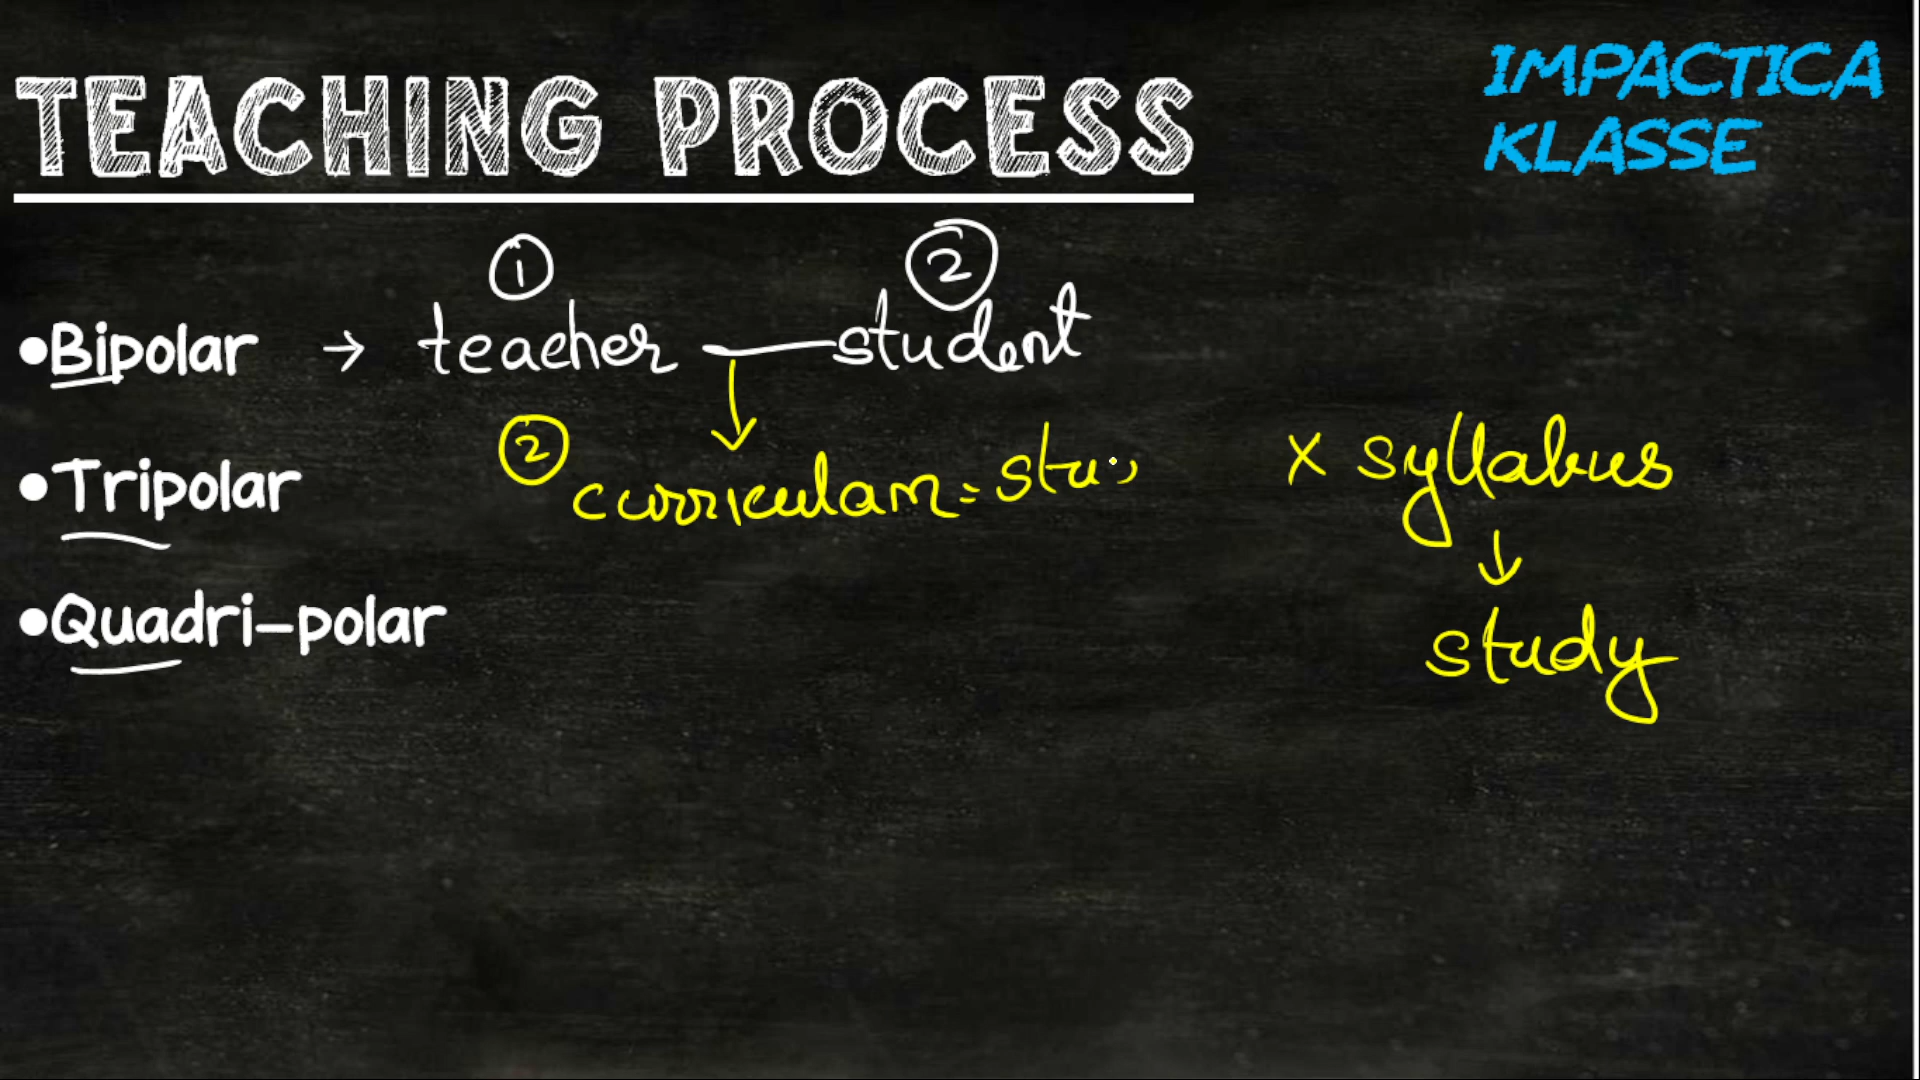 TEACHING PROCESS
IMPACTICA
KLASSE
1 2
•Bipolar → teacher — student
•Tripolar
2 curriculam = stu
x syllabus
↓
study
•Quadri-polar